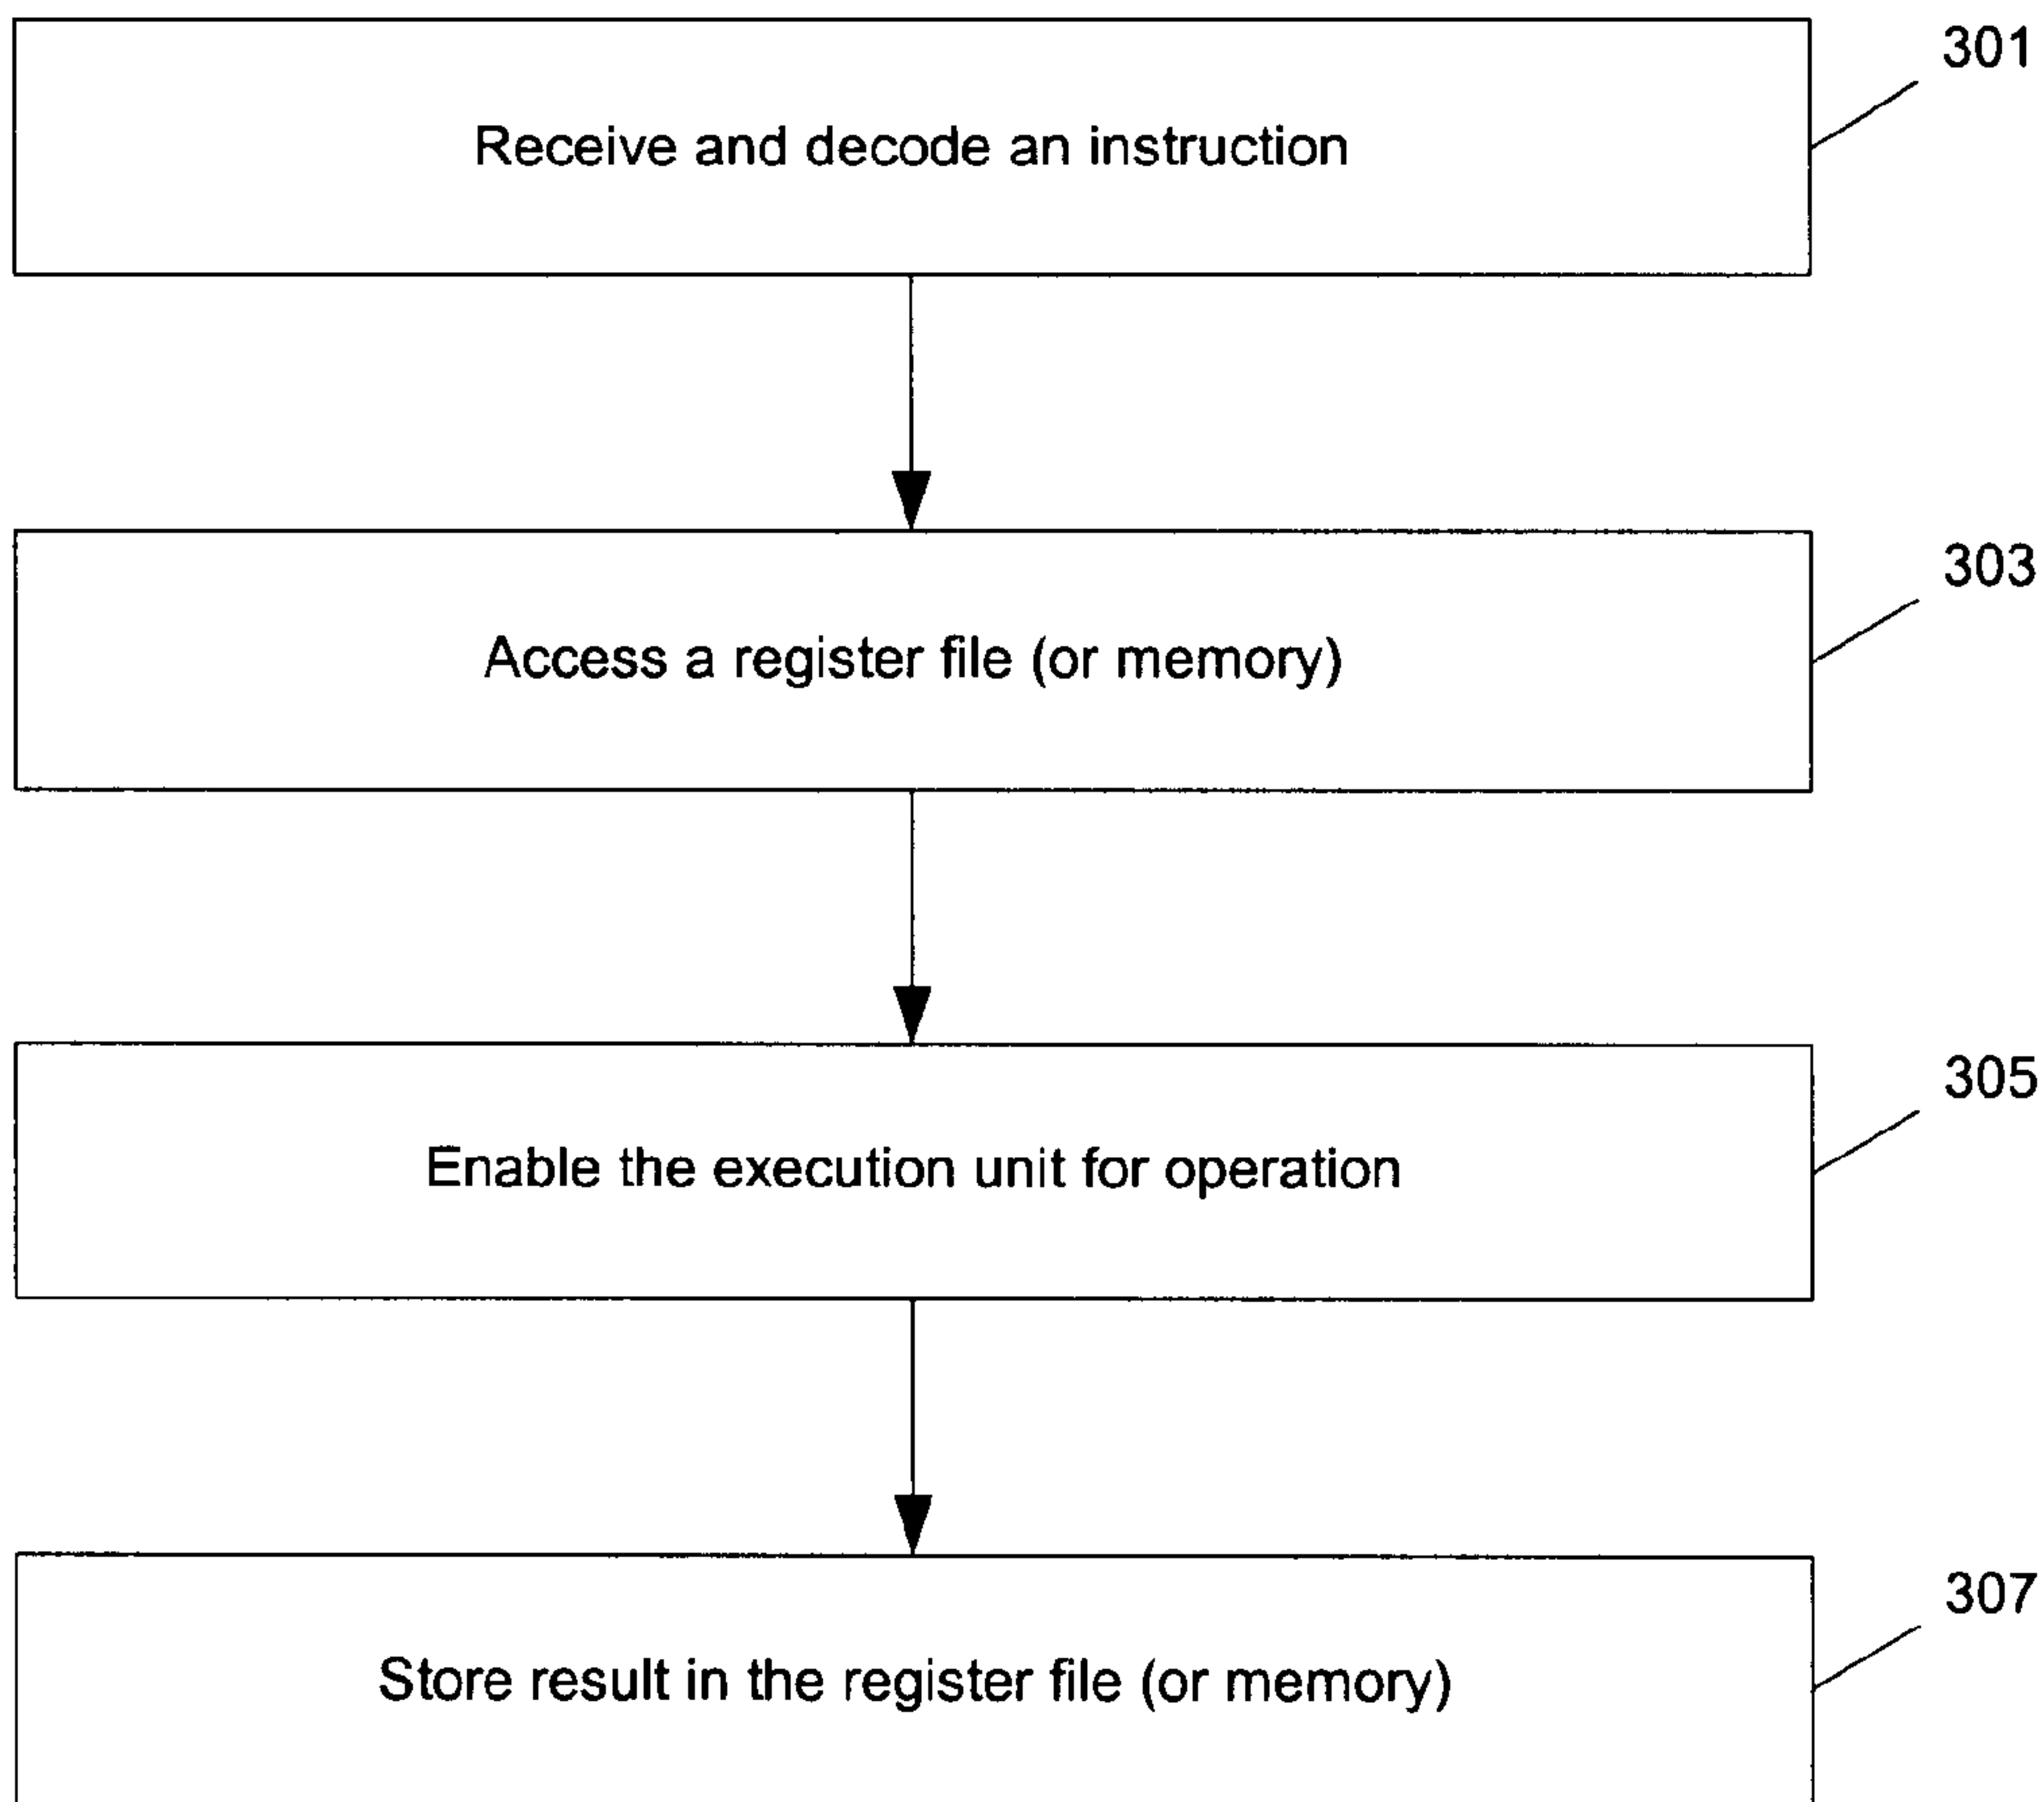 301
Receive and decode an instruction
303
Access a register file (or memory)
305
Enable the execution unit for operation
307
Store result in the register file (or memory)